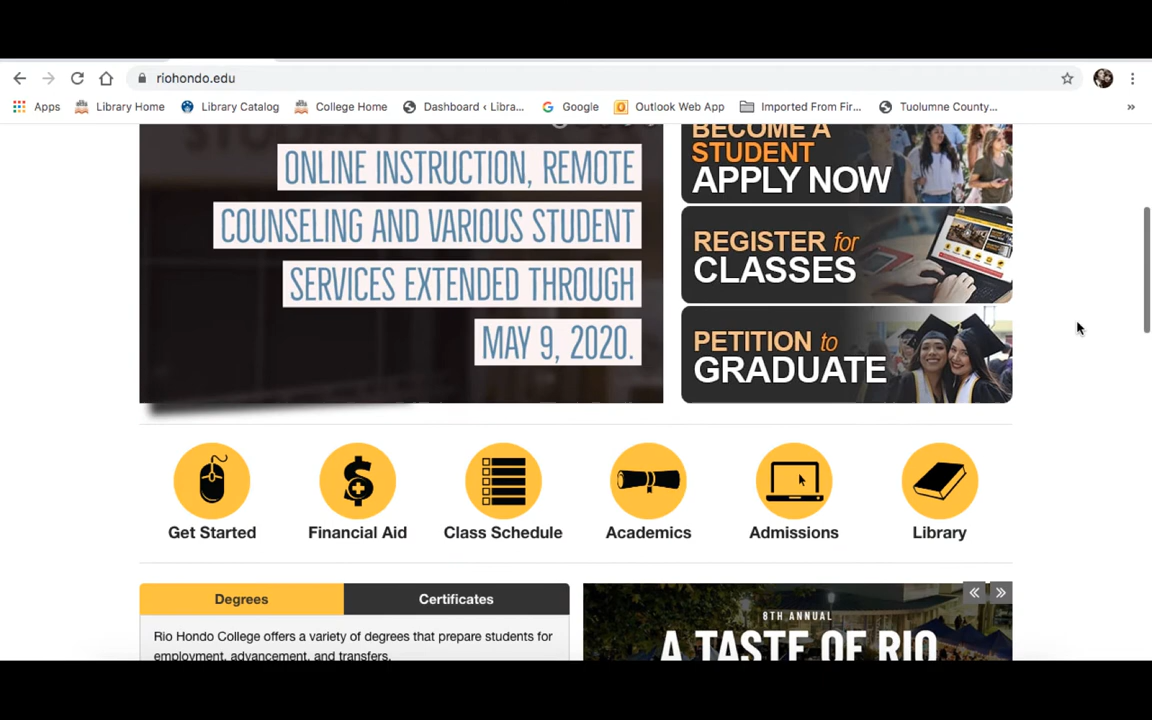 riohondo.edu
Apps
Library Home
Library Catalog
College Home
Dashboard ‹ Libra...
Google
Outlook Web App
Imported From Fir...
Tuolumne County...
»
ONLINE INSTRUCTION, REMOTE
COUNSELING AND VARIOUS STUDENT
SERVICES EXTENDED THROUGH
MAY 9, 2020.
BECOME A
STUDENT
APPLY NOW
REGISTER for
CLASSES
PETITION to
GRADUATE
Get Started
Financial Aid
Class Schedule
Academics
Admissions
Library
Degrees
Certificates
Rio Hondo College offers a variety of degrees that prepare students for
employment, advancement, and transfers.
8TH ANNUAL
A TASTE OF RIO